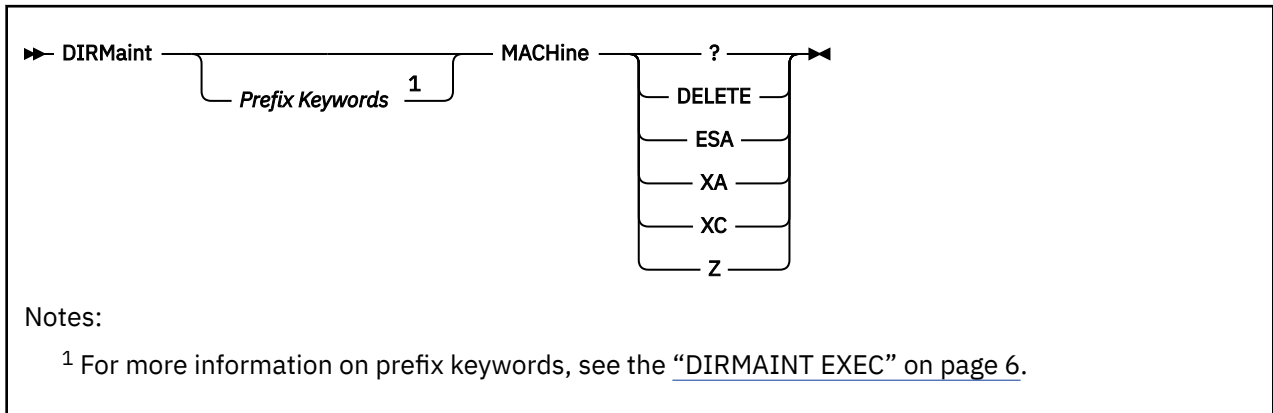 DIRMaint
Prefix Keywords 1
MACHine
?
DELETE
ESA
XA
XC
Z
Notes:
1 For more information on prefix keywords, see the “DIRMAINT EXEC” on page 6.